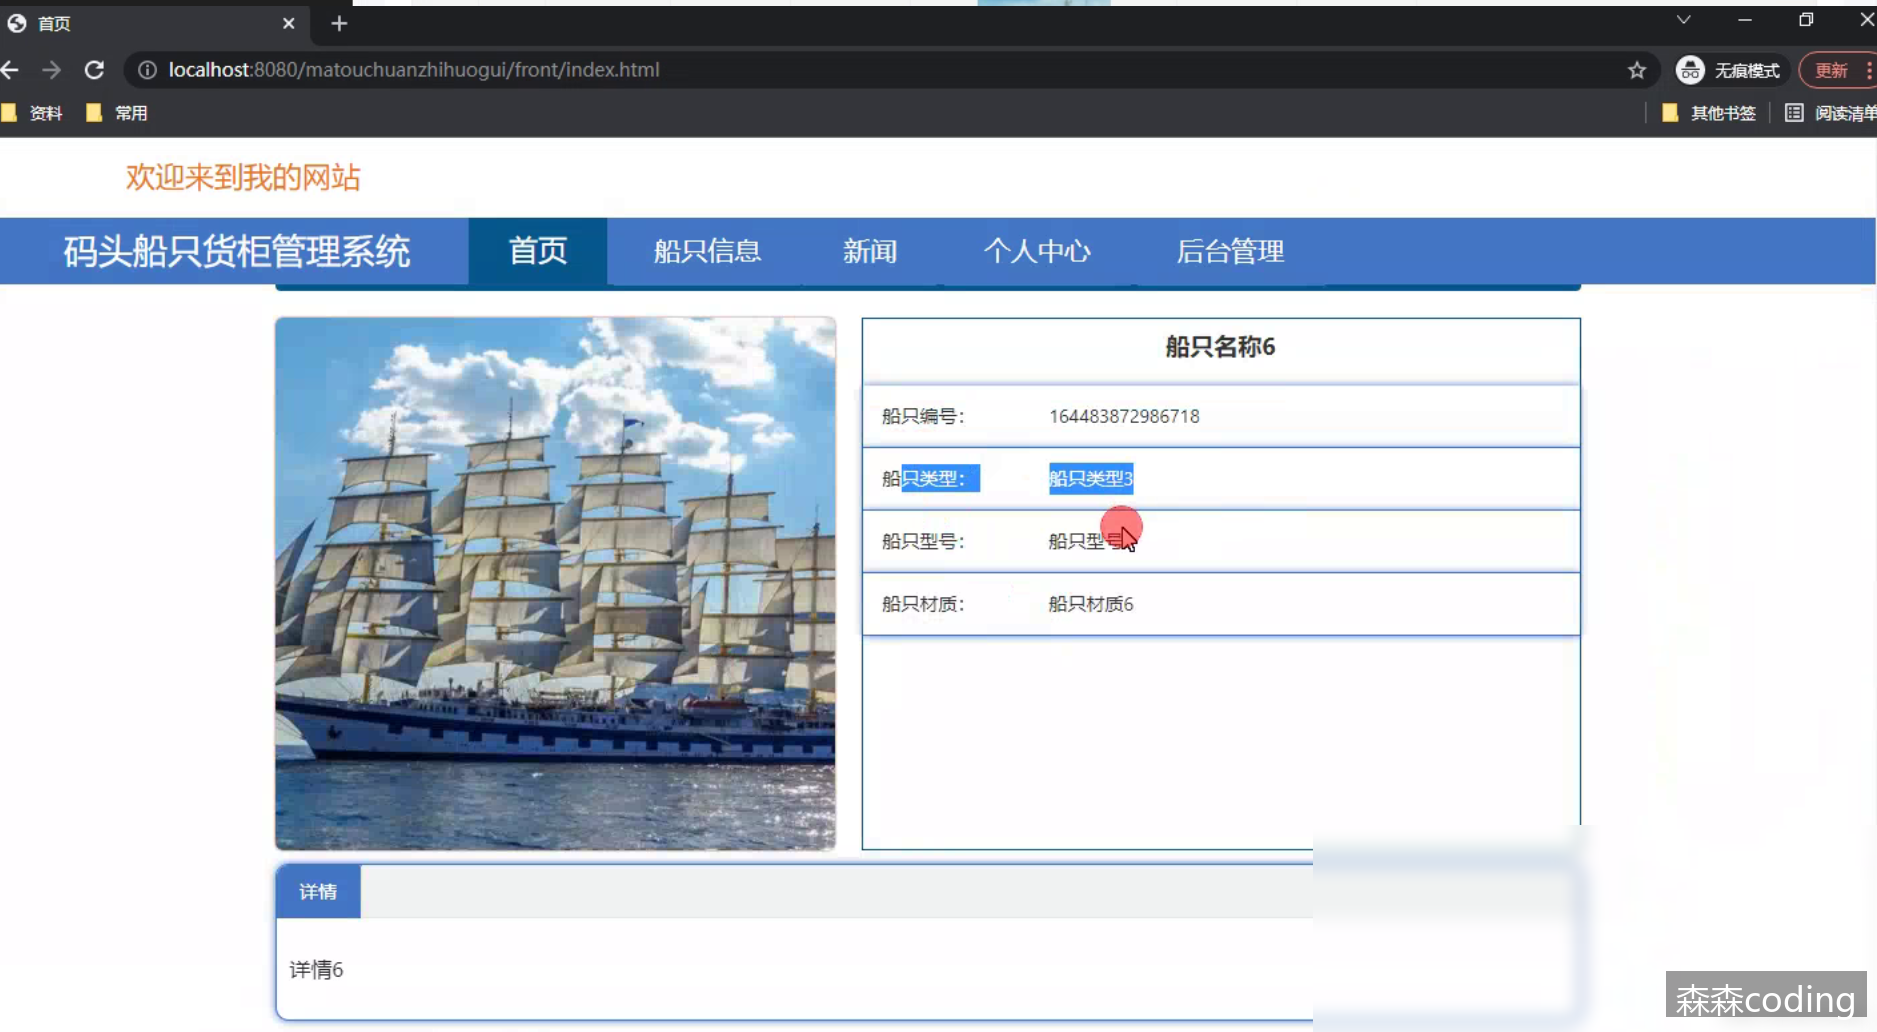 首页
localhost:8080/matouchuanzhihuogui/front/index.html
无痕模式
更新
资料
常用
其他书签
阅读清单
欢迎来到我的网站
码头船只货柜管理系统
首页
船只信息
新闻
个人中心
后台管理
船只名称6
船只编号： 164483872986718
船只类型： 船只类型3
船只型号： 船只型号
船只材质： 船只材质6
详情
详情6
森森coding